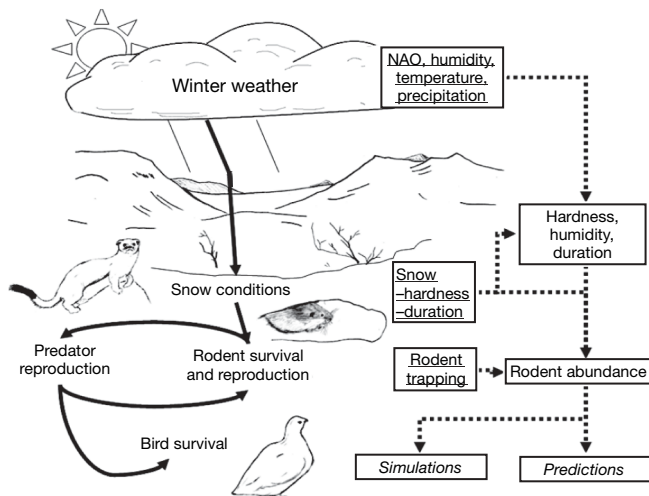 Winter weather
NAO, humidity,
temperature,
precipitation
Hardness,
humidity,
duration
Snow conditions
Snow
–hardness
–duration
Predator
reproduction
Rodent survival
and reproduction
Rodent
trapping
Rodent abundance
Bird survival
Simulations
Predictions